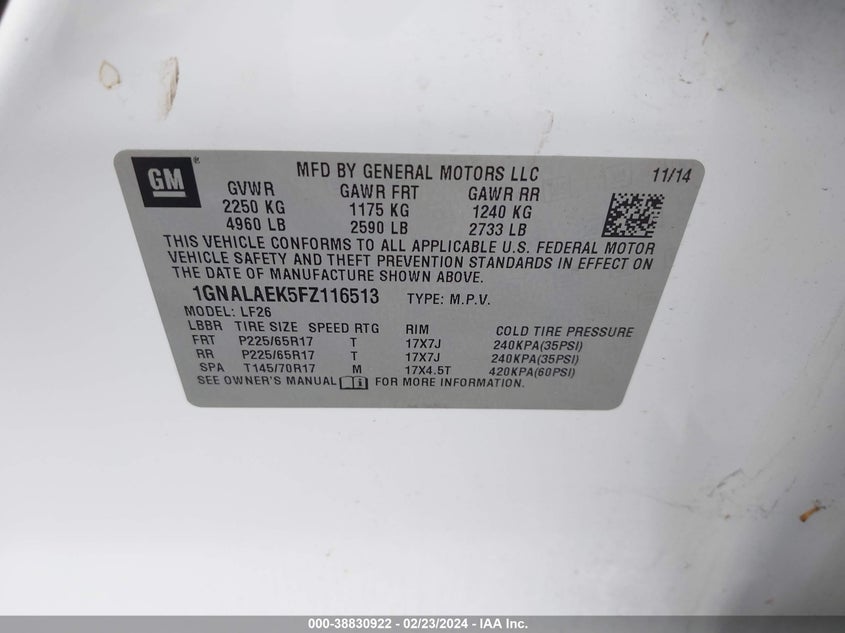 GM ®
MFD BY GENERAL MOTORS LLC 11/14
GVWR GAWR FRT GAWR RR
2250 KG 1175 KG 1240 KG
4960 LB 2590 LB 2733 LB
THIS VEHICLE CONFORMS TO ALL APPLICABLE U.S. FEDERAL MOTOR
VEHICLE SAFETY AND THEFT PREVENTION STANDARDS IN EFFECT ON
THE DATE OF MANUFACTURE SHOWN ABOVE.
1GNALAEK5FZ116513 TYPE: M.P.V.
MODEL: LF26
LBBR TIRE SIZE SPEED RTG RIM COLD TIRE PRESSURE
FRT P225/65R17 T 17X7J 240KPA(35PSI)
RR P225/65R17 T 17X7J 240KPA(35PSI)
SPA T145/70R17 M 17X4.5T 420KPA(60PSI)
SEE OWNER'S MANUAL FOR MORE INFORMATION.
000-38830922 - 02/23/2024 - IAA Inc.